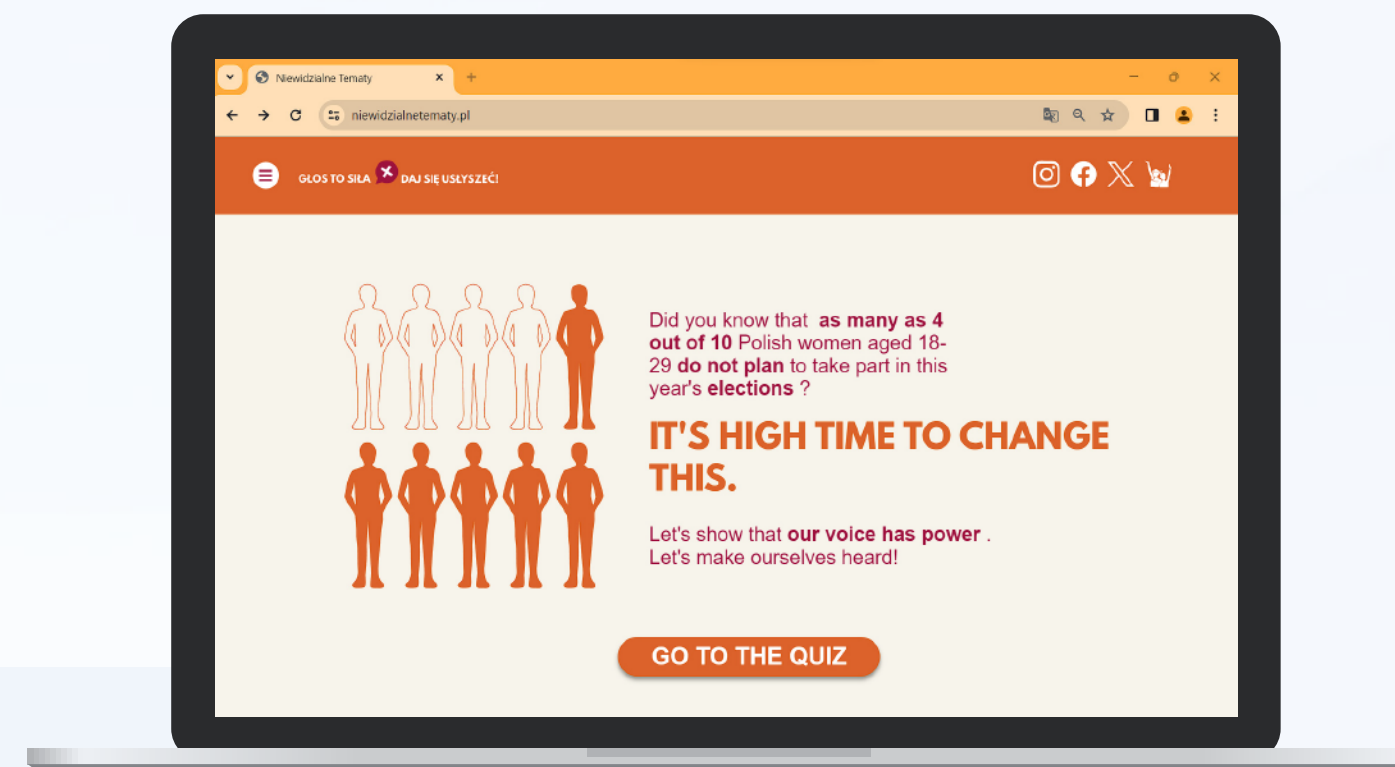 Niewidzialne Tematy
niewidzialnetematy.pl
GŁOS TO SIŁA DAJ SIĘ USŁYSZEĆ!
Did you know that as many as 4
out of 10 Polish women aged 18-
29 do not plan to take part in this
year's elections ?
IT'S HIGH TIME TO CHANGE
THIS.
Let's show that our voice has power .
Let's make ourselves heard!
GO TO THE QUIZ